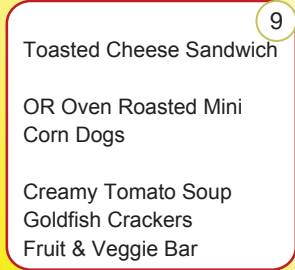 9
Toasted Cheese Sandwich
OR Oven Roasted Mini
Corn Dogs
Creamy Tomato Soup
Goldfish Crackers
Fruit & Veggie Bar